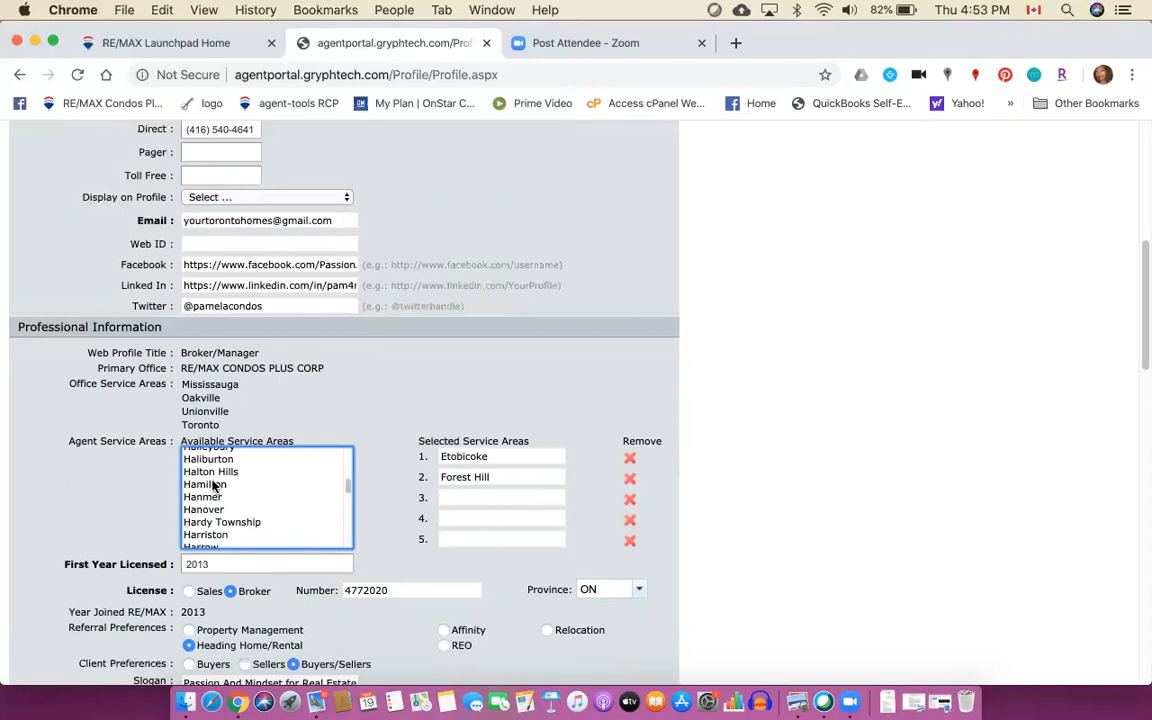 Chrome File Edit View History Bookmarks People Tab Window Help 82% Thu 4:53 PM
RE/MAX Launchpad Home × agentportal.gryphtech.com/Prof × Post Attendee - Zoom × +
Not Secure agentportal.gryphtech.com/Profile/Profile.aspx
RE/MAX Condos Pl... logo agent-tools RCP My Plan | OnStar C... Prime Video Access cPanel We... Home QuickBooks Self-E... Yahoo! » Other Bookmarks
Direct : (416) 540-4641
Pager :
Toll Free :
Display on Profile : Select ...
Email : yourtorontohomes@gmail.com
Web ID :
Facebook : https://www.facebook.com/Passion. (e.g.: http://www.facebook.com/username)
Linked In : https://www.linkedin.com/in/pam4r (e.g.: http://www.linkedin.com/YourProfile)
Twitter : @pamelacondos (e.g.: @twitterhandle)
Professional Information
Web Profile Title : Broker/Manager
Primary Office : RE/MAX CONDOS PLUS CORP
Office Service Areas : Mississauga
Oakville
Unionville
Toronto
Agent Service Areas : Available Service Areas Selected Service Areas Remove
Haileybury
Haliburton
Halton Hills
Hamilton
Hanmer
Hanover
Hardy Township
Harriston
Harrow
1. Etobicoke
2. Forest Hill
3.
4.
5.
First Year Licensed : 2013
License : Sales Broker Number: 4772020 Province: ON
Year Joined RE/MAX : 2013
Referral Preferences : Property Management Affinity Relocation
Heading Home/Rental REO
Client Preferences : Buyers Sellers Buyers/Sellers
Slogan : Passion And Mindset for Real Estate